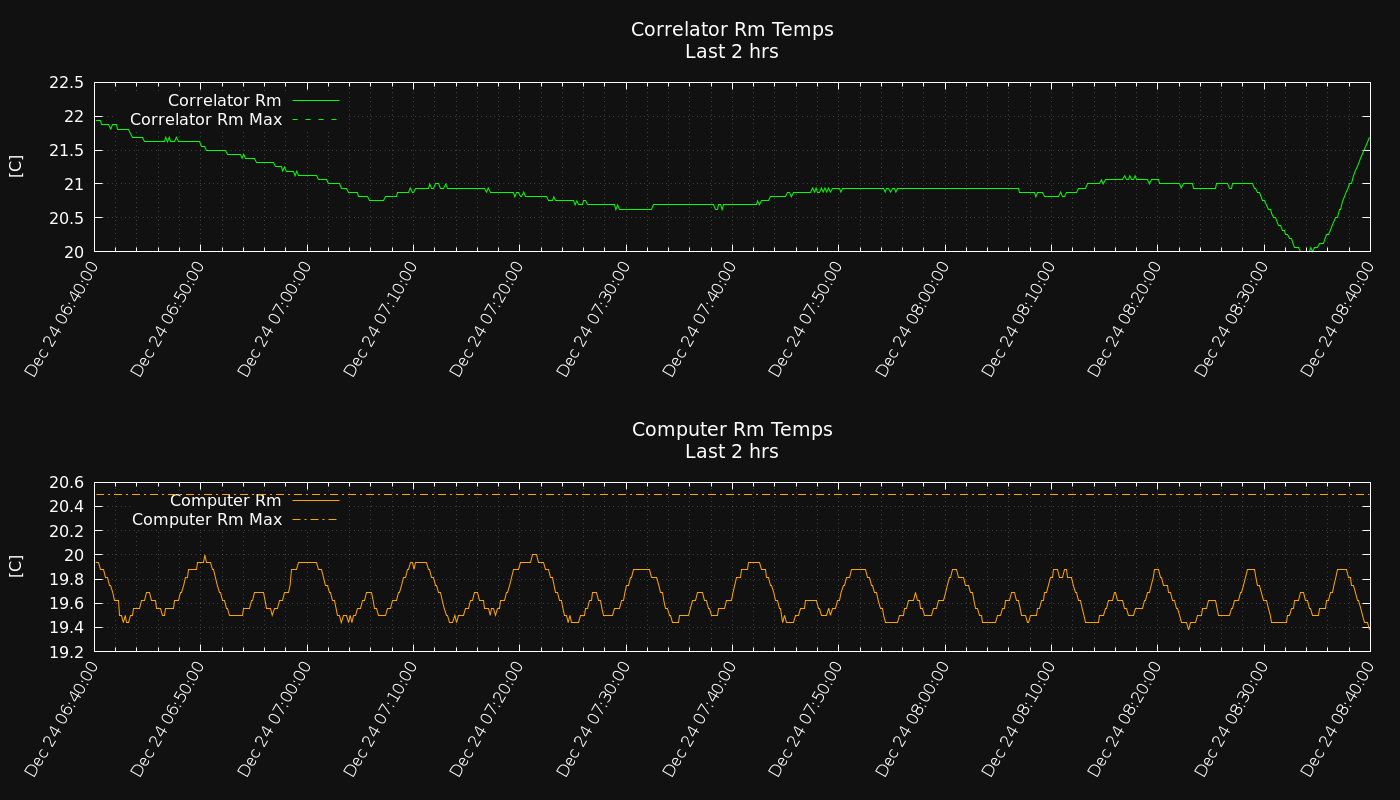 Correlator Rm Temps
Last 2 hrs
22.5
22
21.5
21
20.5
20
[C]
Correlator Rm
Correlator Rm Max
Dec 24 06:40:00
Dec 24 06:50:00
Dec 24 07:00:00
Dec 24 07:10:00
Dec 24 07:20:00
Dec 24 07:30:00
Dec 24 07:40:00
Dec 24 07:50:00
Dec 24 08:00:00
Dec 24 08:10:00
Dec 24 08:20:00
Dec 24 08:30:00
Dec 24 08:40:00
Computer Rm Temps
Last 2 hrs
20.6
20.4
20.2
20
19.8
19.6
19.4
19.2
[C]
Computer Rm
Computer Rm Max
Dec 24 06:40:00
Dec 24 06:50:00
Dec 24 07:00:00
Dec 24 07:10:00
Dec 24 07:20:00
Dec 24 07:30:00
Dec 24 07:40:00
Dec 24 07:50:00
Dec 24 08:00:00
Dec 24 08:10:00
Dec 24 08:20:00
Dec 24 08:30:00
Dec 24 08:40:00